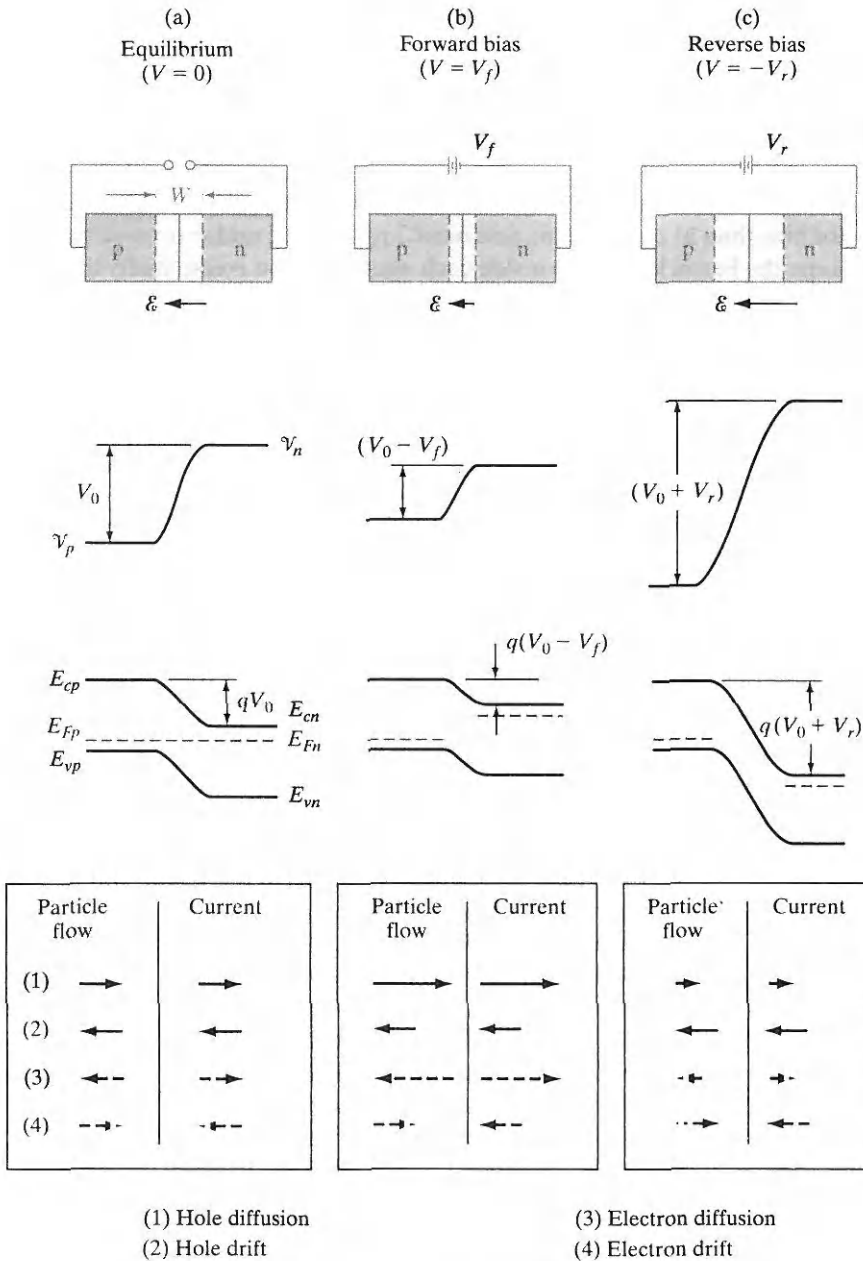 (a)
Equilibrium
(V = 0)
(b)
Forward bias
(V = V_f)
(c)
Reverse bias
(V = −V_r)
W
p n
ℰ
V_f
p n
ℰ
V_r
p n
ℰ
V_0
𝒱_n
𝒱_p
(V_0 − V_f)
(V_0 + V_r)
E_cp
qV_0
E_cn
E_Fp
E_Fn
E_vp
E_vn
q(V_0 − V_f)
q(V_0 + V_r)
Particle
flow
Current
(1)
(2)
(3)
(4)
Particle
flow
Current
Particle
flow
Current
(1) Hole diffusion
(2) Hole drift
(3) Electron diffusion
(4) Electron drift